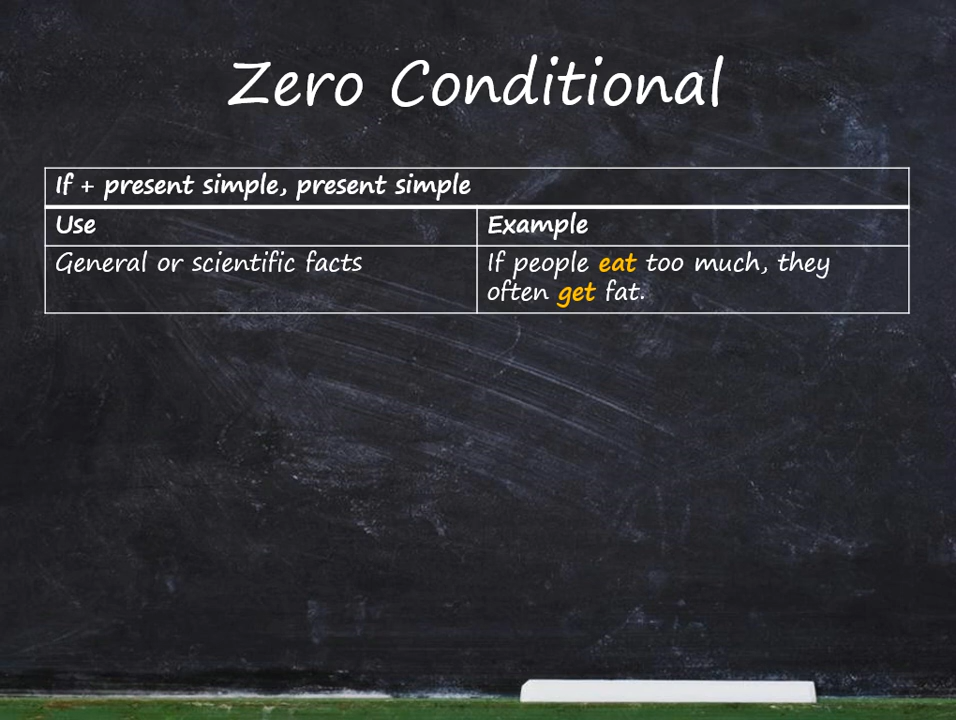 Zero Conditional
If + present simple, present simple
Use
Example
General or scientific facts
If people eat too much, they
often get fat.